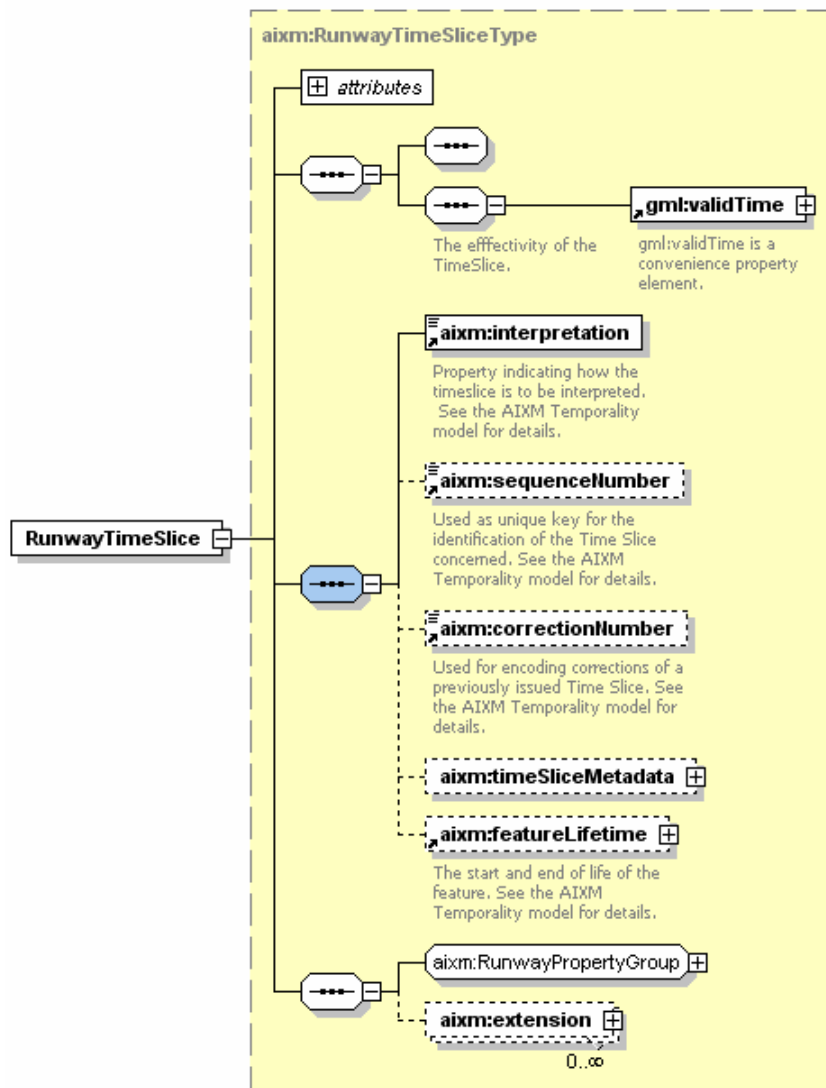 aixm:RunwayTimeSliceType
attributes
gml:validTime
The efffectivity of the
TimeSlice.
gml:validTime is a
convenience property
element.
aixm:interpretation
Property indicating how the
timeslice is to be interpreted.
See the AIXM Temporality
model for details.
aixm:sequenceNumber
Used as unique key for the
identification of the Time Slice
concerned. See the AIXM
Temporality model for details.
RunwayTimeSlice
aixm:correctionNumber
Used for encoding corrections of a
previously issued Time Slice. See
the AIXM Temporality model for
details.
aixm:timeSliceMetadata
aixm:featureLifetime
The start and end of life of the
feature. See the AIXM
Temporality model for details.
aixm:RunwayPropertyGroup
aixm:extension
0..∞